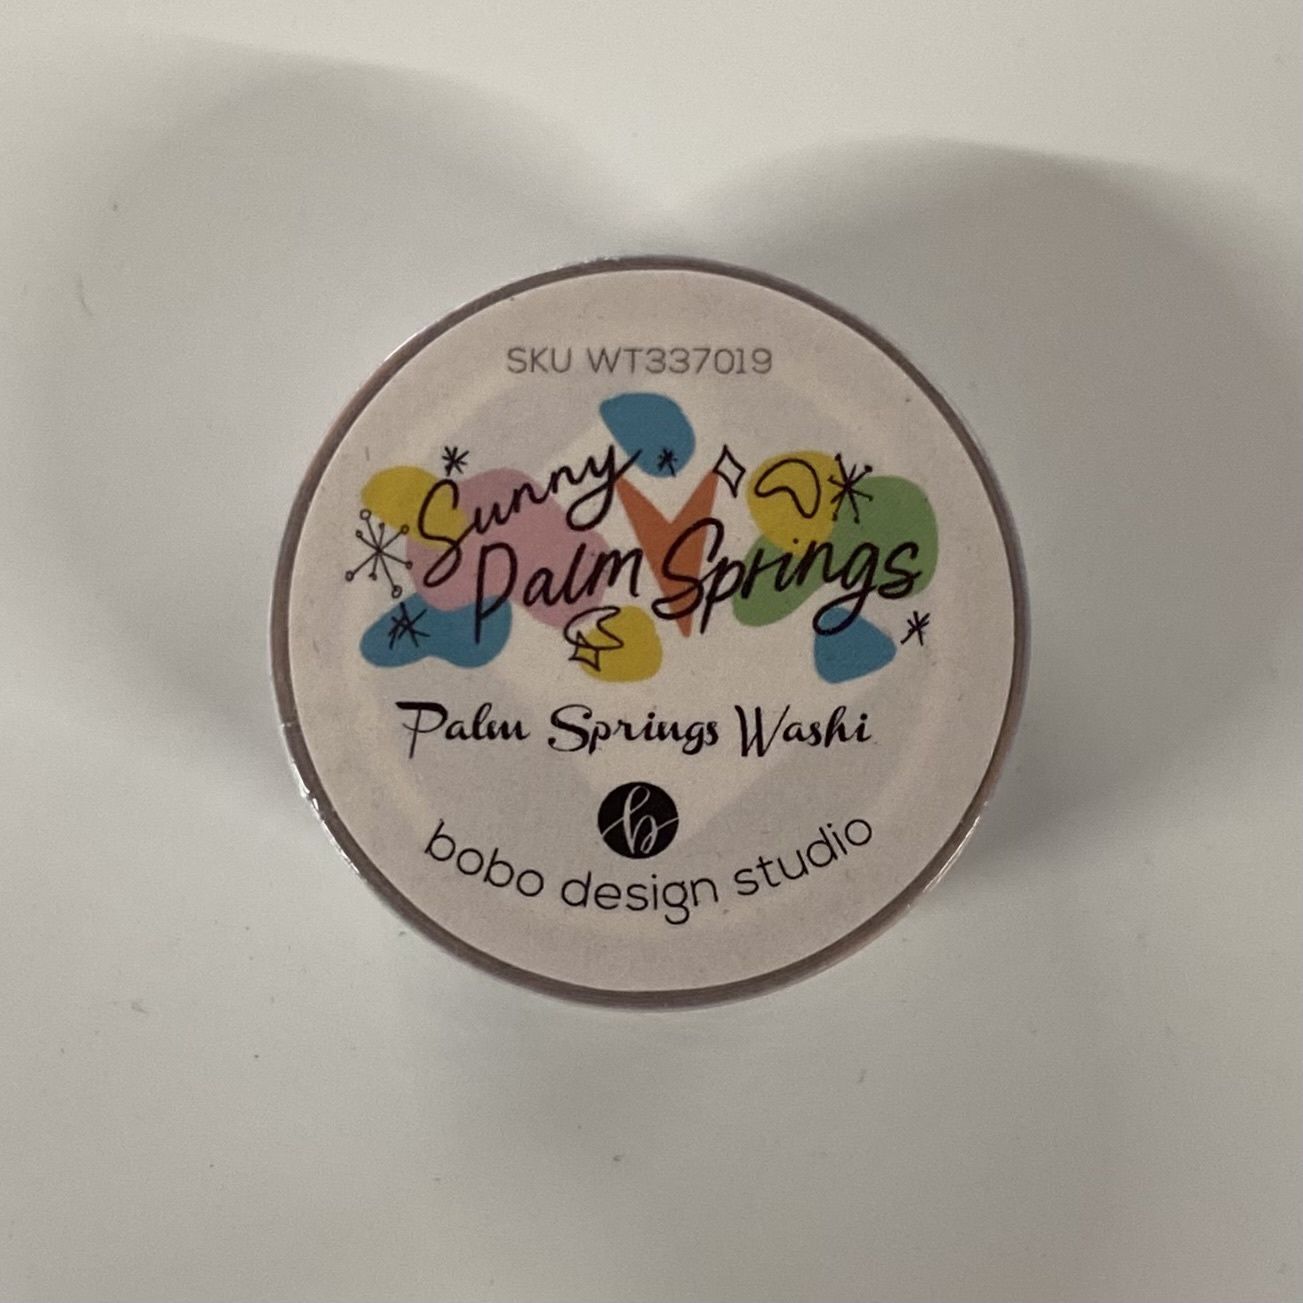 SKU WT337019
Sunny
Palm Springs
Palm Springs Washi
b
bobo design studio